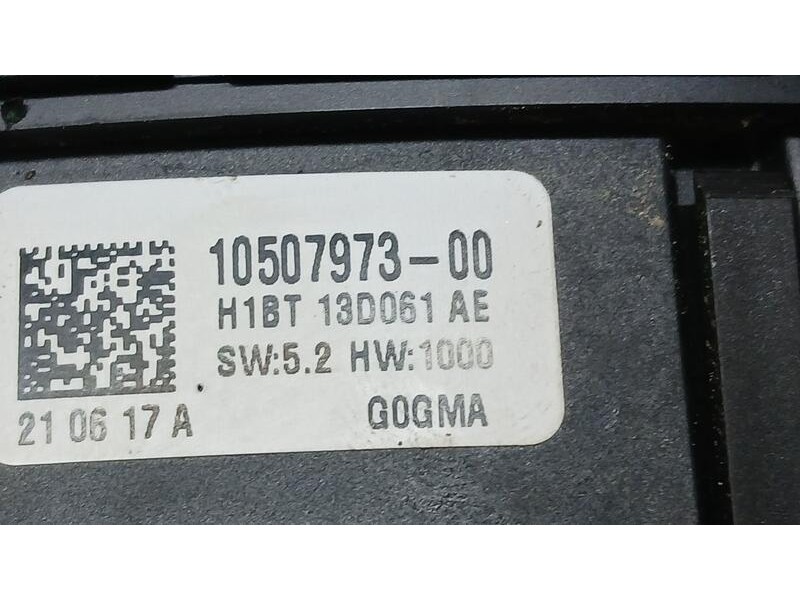 10507973-00
H1BT 13D061 AE
SW:5.2 HW:1000
21 06 17 A G0GMA